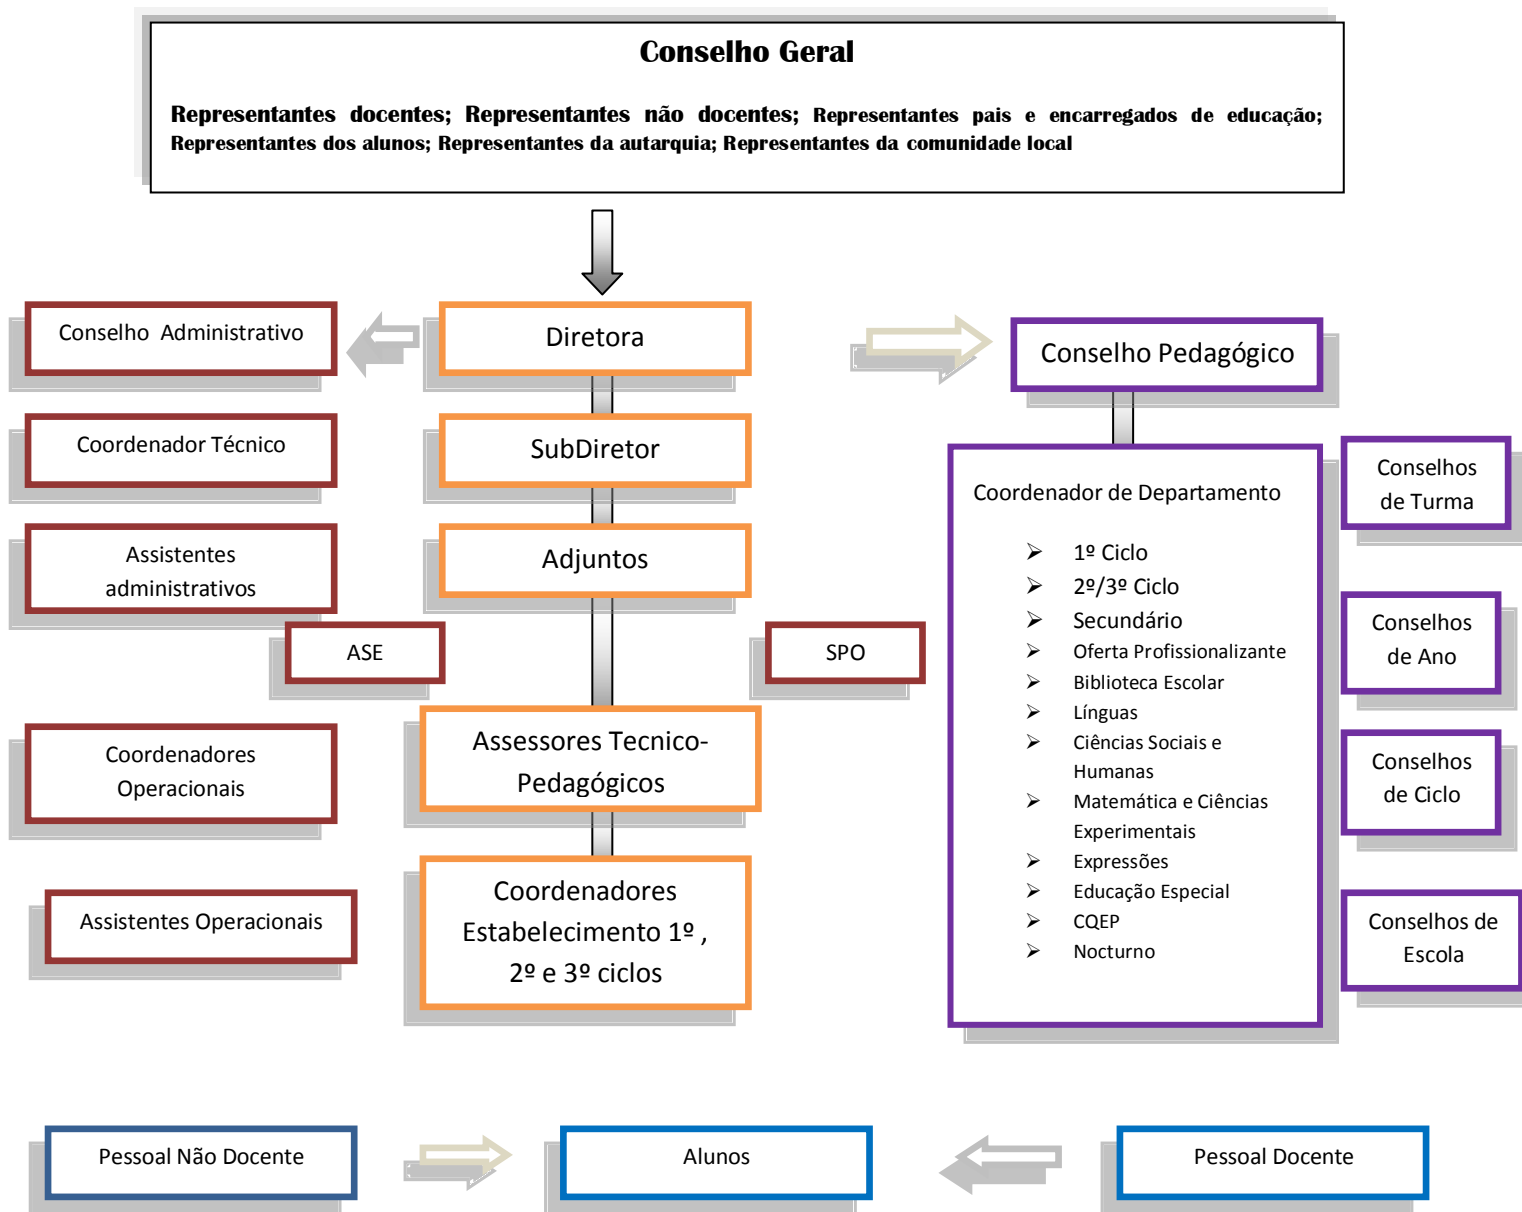 Conselho Geral
Representantes docentes; Representantes não docentes; Representantes pais e encarregados de educação;
Representantes dos alunos; Representantes da autarquia; Representantes da comunidade local
Conselho Administrativo
Diretora
Conselho Pedagógico
Coordenador Técnico
SubDiretor
Assistentes
administrativos
Adjuntos
ASE
SPO
Coordenadores
Operacionais
Assessores Tecnico-
Pedagógicos
Assistentes Operacionais
Coordenadores
Estabelecimento 1º ,
2º e 3º ciclos
Coordenador de Departamento
➢ 1º Ciclo
➢ 2º/3º Ciclo
➢ Secundário
➢ Oferta Profissionalizante
➢ Biblioteca Escolar
➢ Línguas
➢ Ciências Sociais e
Humanas
➢ Matemática e Ciências
Experimentais
➢ Expressões
➢ Educação Especial
➢ CQEP
➢ Nocturno
Conselhos
de Turma
Conselhos
de Ano
Conselhos
de Ciclo
Conselhos de
Escola
Pessoal Não Docente
Alunos
Pessoal Docente